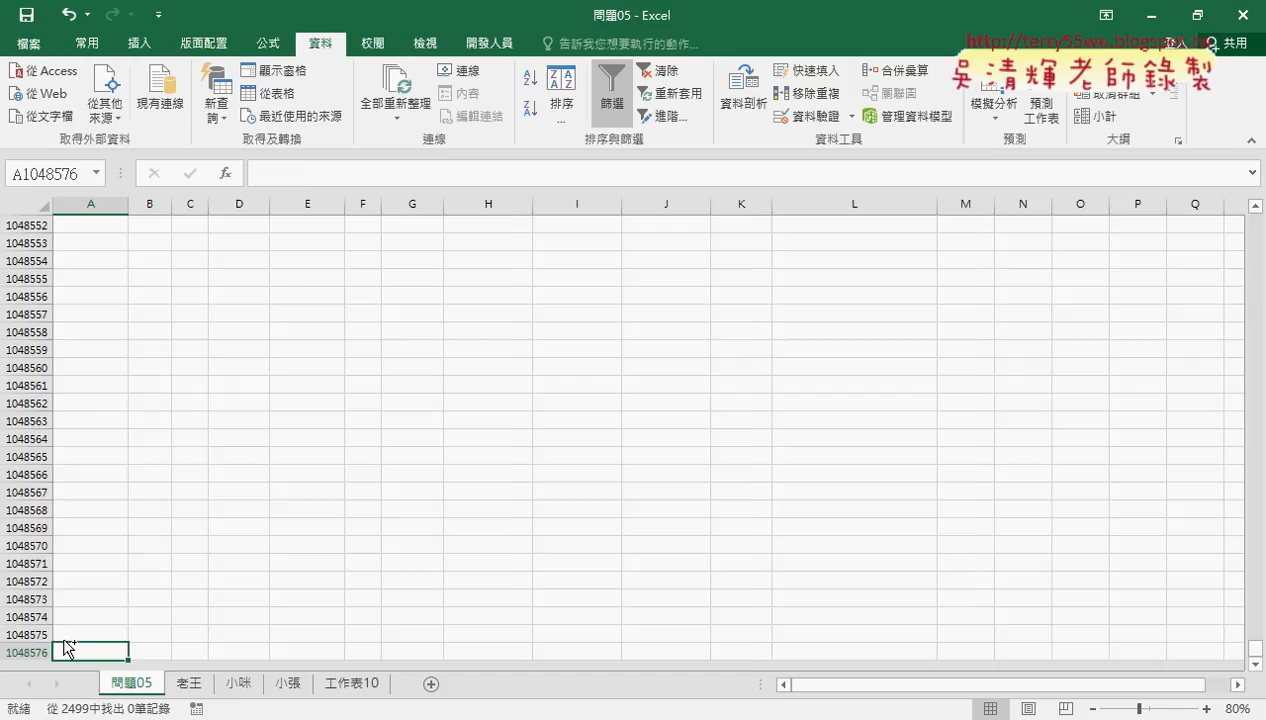 問題05 - Excel
檔案 常用 插入 版面配置 公式 資料 校閱 檢視 開發人員 告訴我您想要執行的動作... 共用
http://terry55wu.blogspot.tw
吳清輝老師錄製
從 Access 從 Web 從文字檔 從其他來源 現有連線 取得外部資料
新查詢 顯示查詢 從表格 最近使用的來源 取得及轉換
全部重新整理 連線 內容 編輯連結 連線
排序... 篩選 清除 重新套用 進階... 排序與篩選
資料剖析 快速填入 移除重複 資料驗證 合併彙算 關聯圖 管理資料模型 資料工具
模擬分析 預測工作表 預測
取消群組 小計 大綱
A1048576
A B C D E F G H I J K L M N O P Q
1048552
1048553
1048554
1048555
1048556
1048557
1048558
1048559
1048560
1048561
1048562
1048563
1048564
1048565
1048566
1048567
1048568
1048569
1048570
1048571
1048572
1048573
1048574
1048575
1048576
問題05 老王 小咪 小張 工作表10
就緒 從 2499中找出 0筆記錄 80%